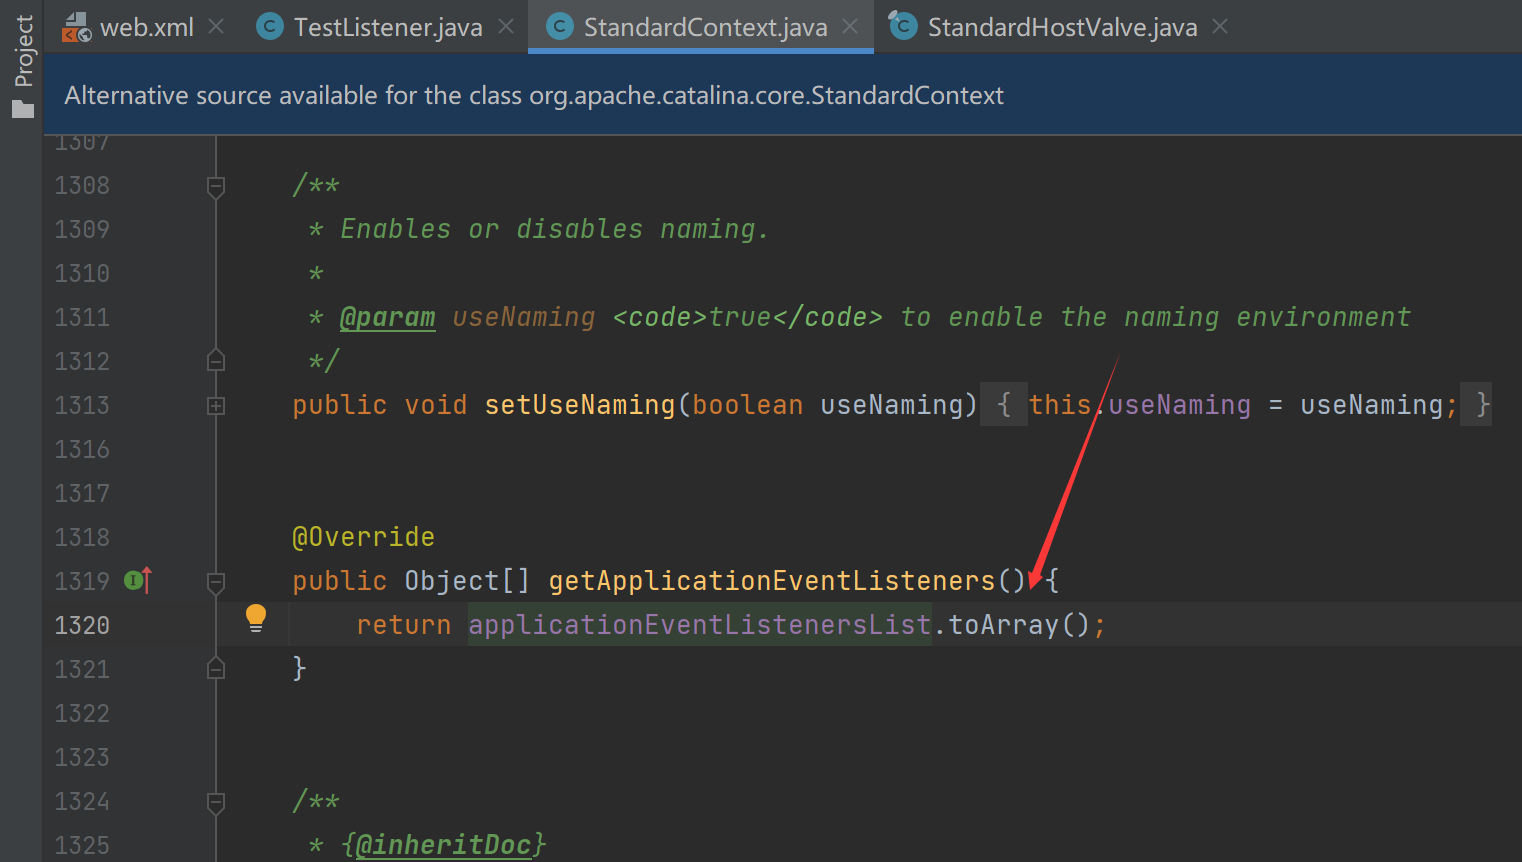 Project
web.xml
TestListener.java
StandardContext.java
StandardHostValve.java
Alternative source available for the class org.apache.catalina.core.StandardContext
1307
1308 /**
1309 * Enables or disables naming.
1310 *
1311 * @param useNaming <code>true</code> to enable the naming environment
1312 */
1313 public void setUseNaming(boolean useNaming) { this.useNaming = useNaming; }
1316
1317
1318 @Override
1319 public Object[] getApplicationEventListeners() {
1320 return applicationEventListenersList.toArray();
1321 }
1322
1323
1324 /**
1325 * {@inheritDoc}